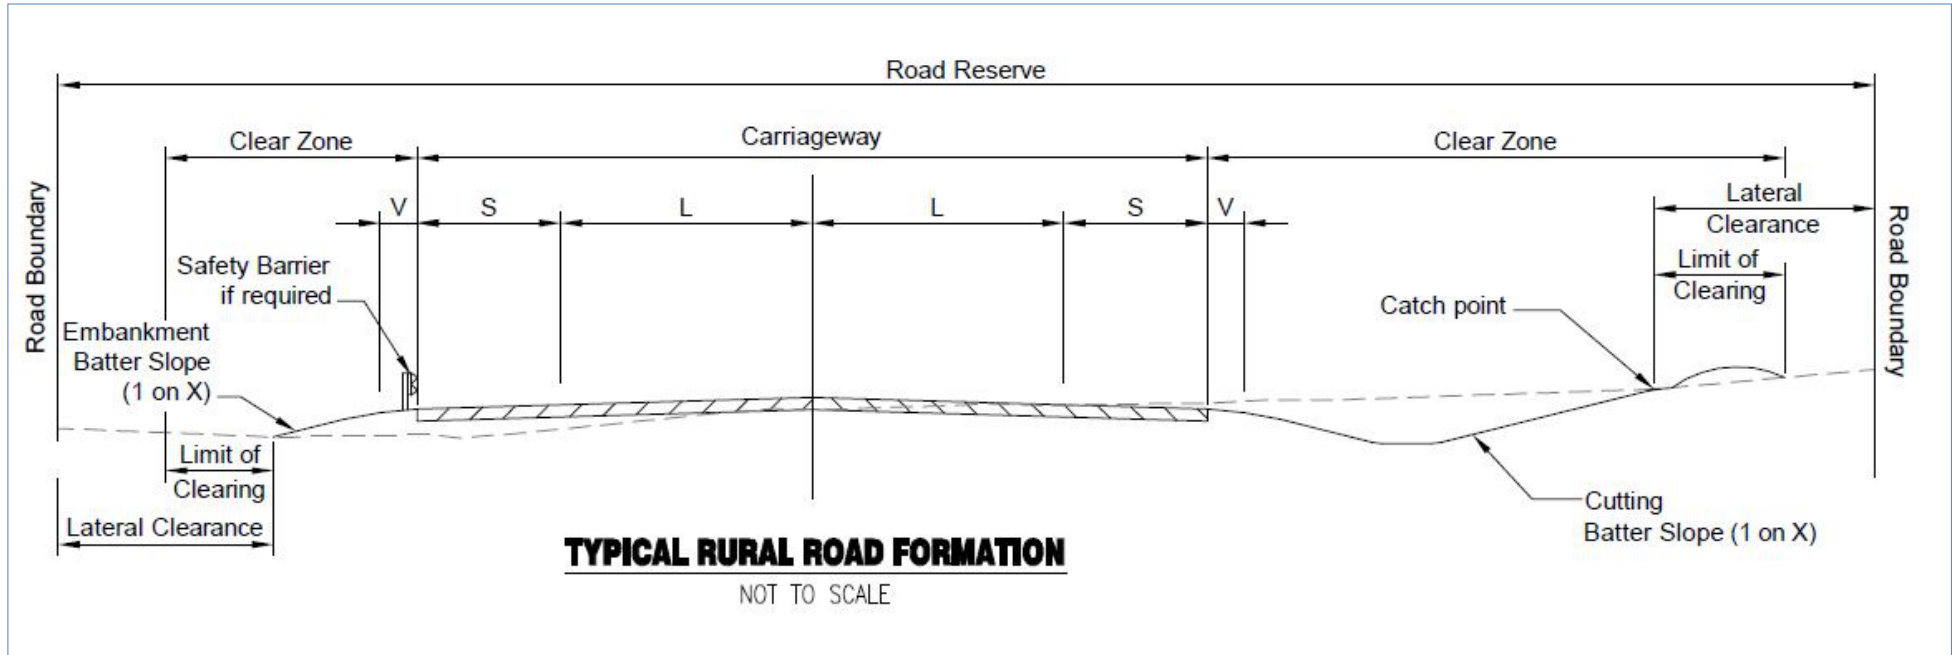 Road Reserve
Clear Zone
Carriageway
Clear Zone
Lateral
Clearance
V
S
L
L
S
V
Road Boundary
Road Boundary
Safety Barrier
if required
Limit of
Clearing
Catch point
Embankment
Batter Slope
(1 on X)
Limit of
Clearing
Cutting
Batter Slope (1 on X)
Lateral Clearance
TYPICAL RURAL ROAD FORMATION
NOT TO SCALE